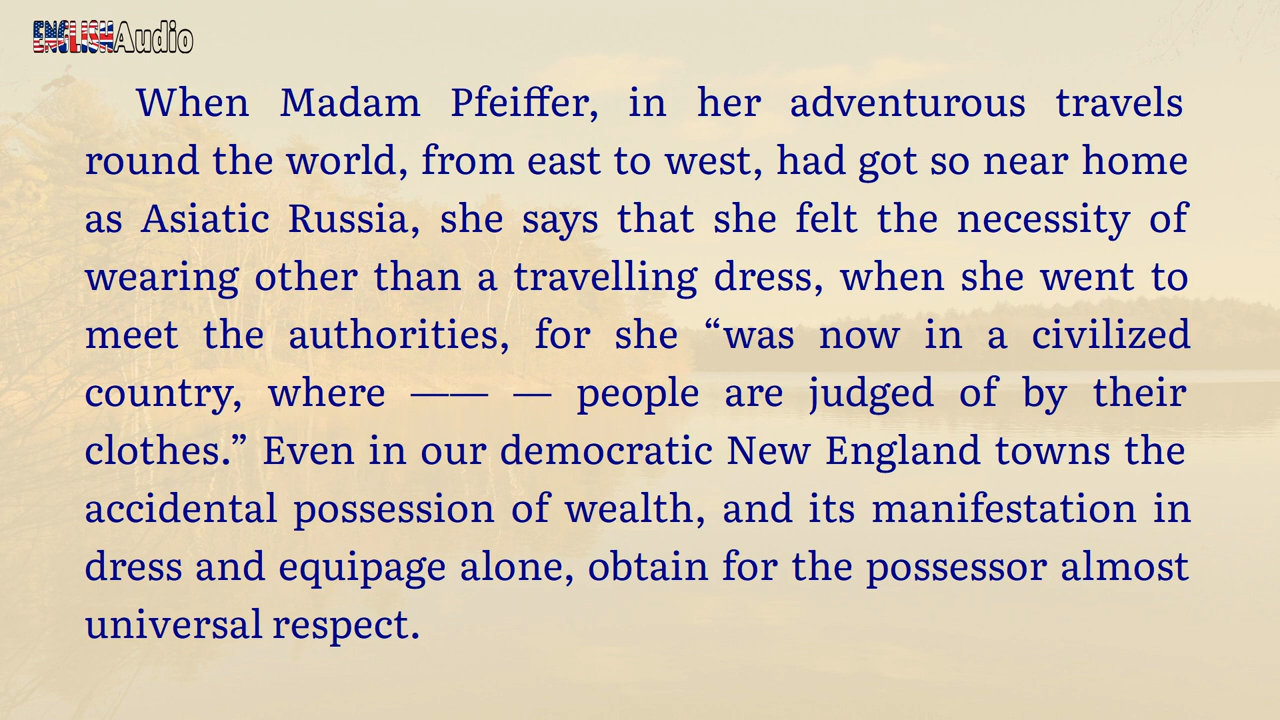 ENGLISHAudio
When Madam Pfeiffer, in her adventurous travels
round the world, from east to west, had got so near home
as Asiatic Russia, she says that she felt the necessity of
wearing other than a travelling dress, when she went to
meet the authorities, for she “was now in a civilized
country, where —— — people are judged of by their
clothes.” Even in our democratic New England towns the
accidental possession of wealth, and its manifestation in
dress and equipage alone, obtain for the possessor almost
universal respect.